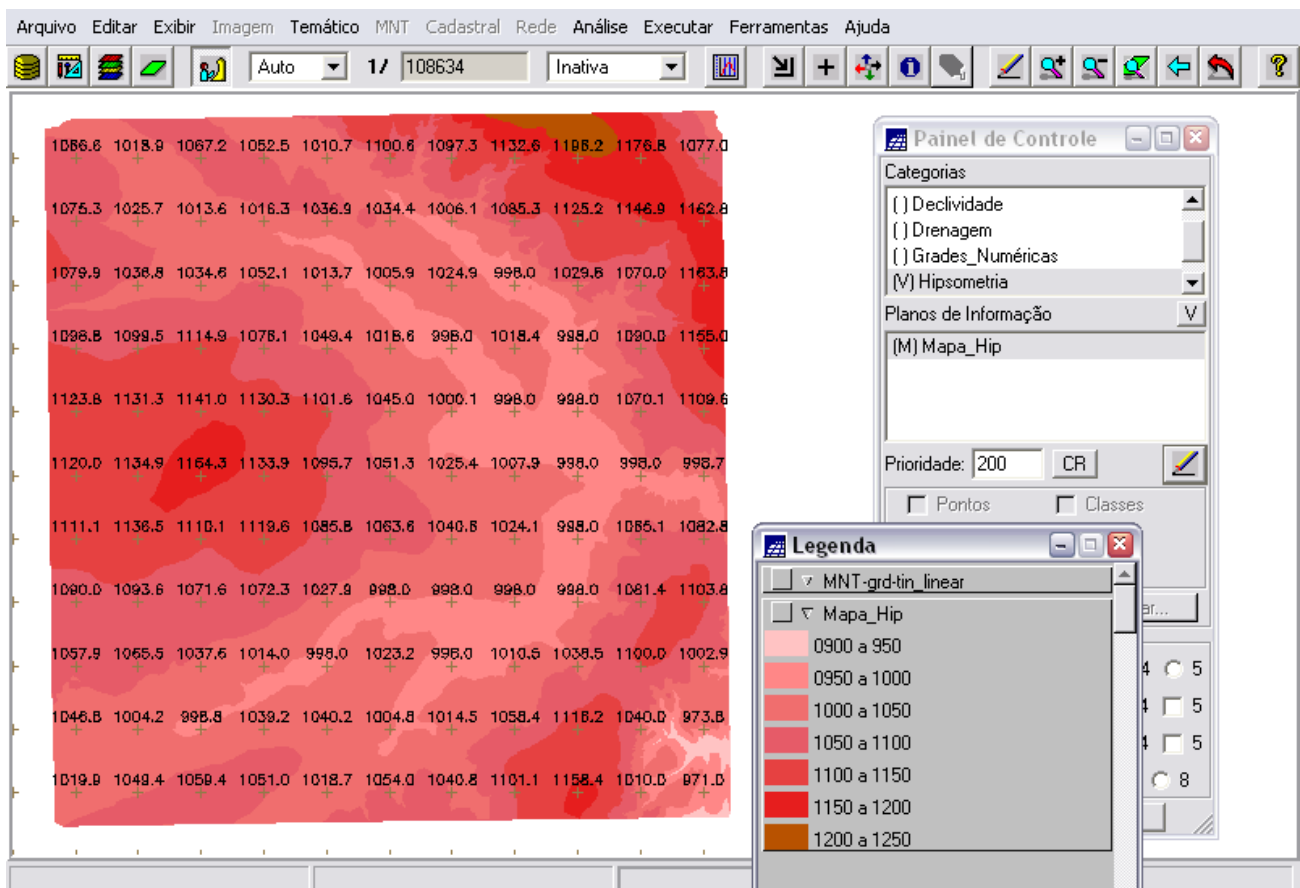 Arquivo Editar Exibir Imagem Temático MNT Cadastral Rede Análise Executar Ferramentas Ajuda
Auto 1/ 108634 Inativa
1066.6 1018.9 1067.2 1052.5 1010.7 1100.6 1097.3 1132.6 1196.2 1176.8 1077.0
1075.3 1025.7 1013.6 1016.3 1036.9 1034.4 1006.1 1085.3 1125.2 1146.9 1162.8
1079.9 1036.8 1034.6 1052.1 1013.7 1005.9 1024.9 998.0 1029.6 1070.0 1163.8
1098.8 1099.5 1114.9 1076.1 1049.4 1016.6 998.0 1018.4 998.0 1090.0 1155.0
1123.8 1131.3 1141.0 1130.3 1101.6 1045.0 1000.1 998.0 998.0 1070.1 1109.6
1120.0 1134.9 1164.3 1133.9 1095.7 1051.3 1025.4 1007.9 998.0 998.0 998.7
1111.1 1136.5 1110.1 1119.6 1085.8 1063.6 1040.6 1024.1 998.0 1065.1 1082.8
1090.0 1093.6 1071.6 1072.3 1027.9 998.0 998.0 998.0 998.0 1081.4 1103.8
1057.9 1065.5 1037.6 1014.0 998.0 1023.2 998.0 1010.5 1038.5 1100.0 1002.9
1046.8 1004.2 998.8 1039.2 1040.2 1004.8 1014.5 1058.4 1116.2 1040.0 973.8
1019.9 1049.4 1059.4 1051.0 1018.7 1054.0 1040.8 1101.1 1158.4 1010.0 971.0
Painel de Controle
Categorias
( ) Declividade
( ) Drenagem
( ) Grades_Numéricas
(V) Hipsometria
Planos de Informação V
(M) Mapa_Hip
Prioridade: 200 CR
Pontos Classes
4 5
4 5
4 5
8
Legenda
MNT-grd-tin_linear
Mapa_Hip
0900 a 950
0950 a 1000
1000 a 1050
1050 a 1100
1100 a 1150
1150 a 1200
1200 a 1250